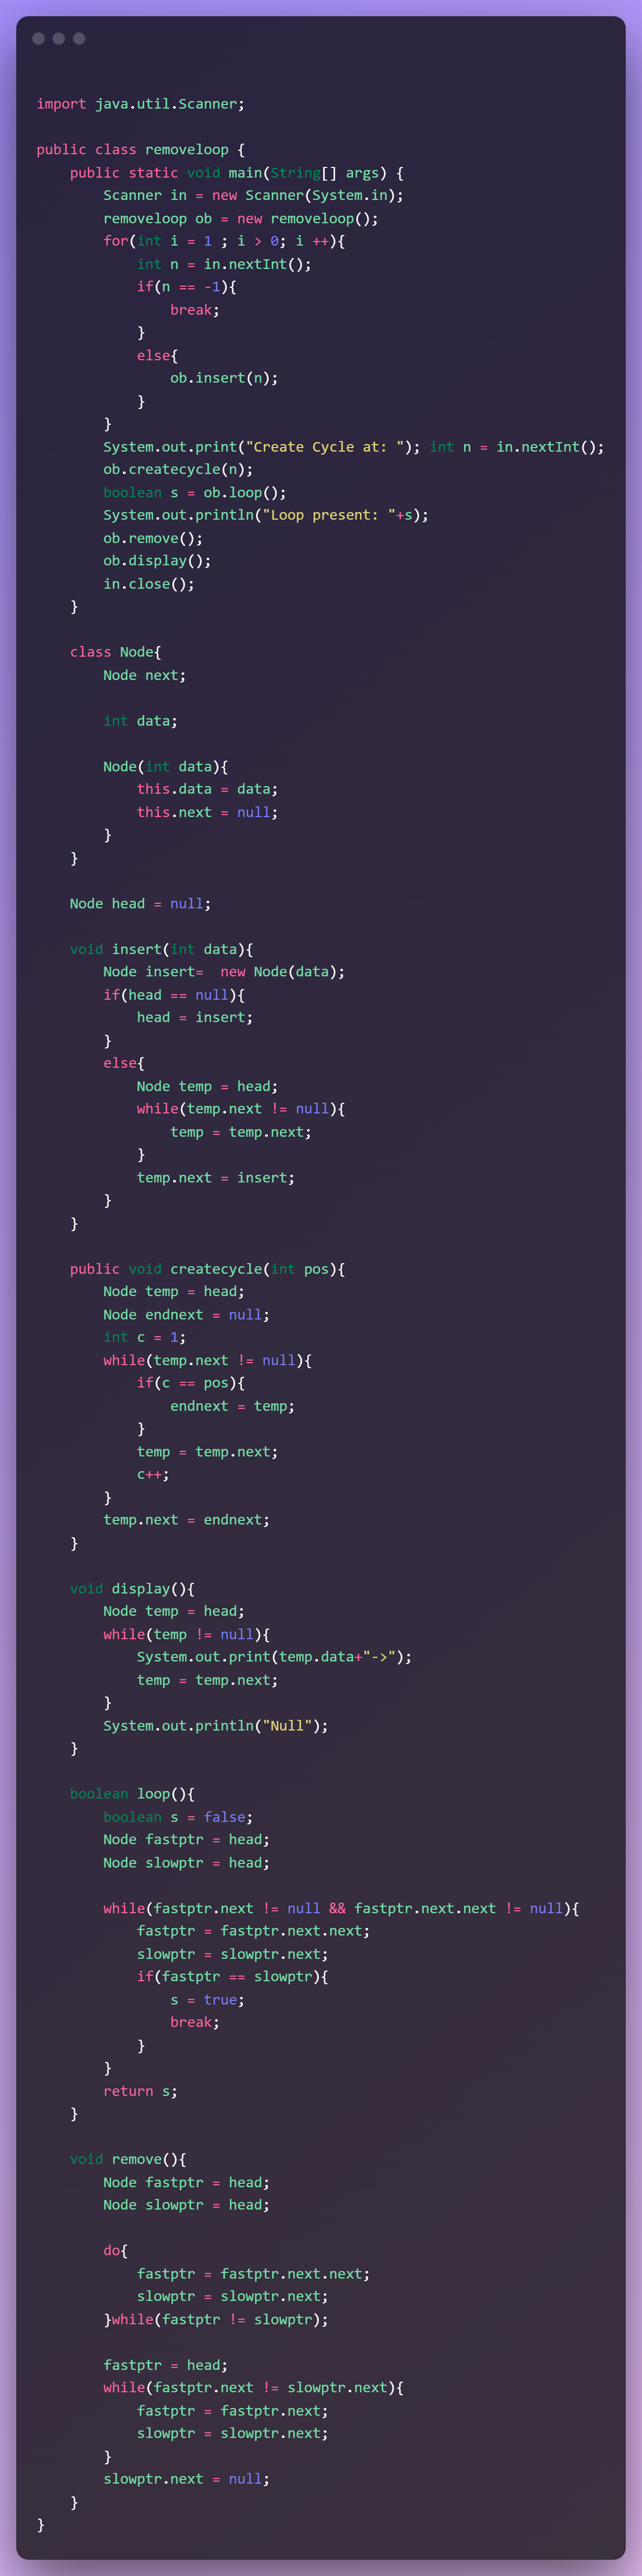 import java.util.Scanner;
public class removeloop {
    public static void main(String[] args) {
        Scanner in = new Scanner(System.in);
        removeloop ob = new removeloop();
        for(int i = 1 ; i > 0; i ++){
            int n = in.nextInt();
            if(n == -1){
                break;
            }
            else{
                ob.insert(n);
            }
        }
        System.out.print("Create Cycle at: "); int n = in.nextInt();
        ob.createcycle(n);
        boolean s = ob.loop();
        System.out.println("Loop present: "+s);
        ob.remove();
        ob.display();
        in.close();
    }
    class Node{
        Node next;
        int data;
        Node(int data){
            this.data = data;
            this.next = null;
        }
    }
    Node head = null;
    void insert(int data){
        Node insert=  new Node(data);
        if(head == null){
            head = insert;
        }
        else{
            Node temp = head;
            while(temp.next != null){
                temp = temp.next;
            }
            temp.next = insert;
        }
    }
    public void createcycle(int pos){
        Node temp = head;
        Node endnext = null;
        int c = 1;
        while(temp.next != null){
            if(c == pos){
                endnext = temp;
            }
            temp = temp.next;
            c++;
        }
        temp.next = endnext;
    }
    void display(){
        Node temp = head;
        while(temp != null){
            System.out.print(temp.data+"->");
            temp = temp.next;
        }
        System.out.println("Null");
    }
    boolean loop(){
        boolean s = false;
        Node fastptr = head;
        Node slowptr = head;
        while(fastptr.next != null && fastptr.next.next != null){
            fastptr = fastptr.next.next;
            slowptr = slowptr.next;
            if(fastptr == slowptr){
                s = true;
                break;
            }
        }
        return s;
    }
    void remove(){
        Node fastptr = head;
        Node slowptr = head;
        do{
            fastptr = fastptr.next.next;
            slowptr = slowptr.next;
        }while(fastptr != slowptr);
        fastptr = head;
        while(fastptr.next != slowptr.next){
            fastptr = fastptr.next;
            slowptr = slowptr.next;
        }
        slowptr.next = null;
    }
}